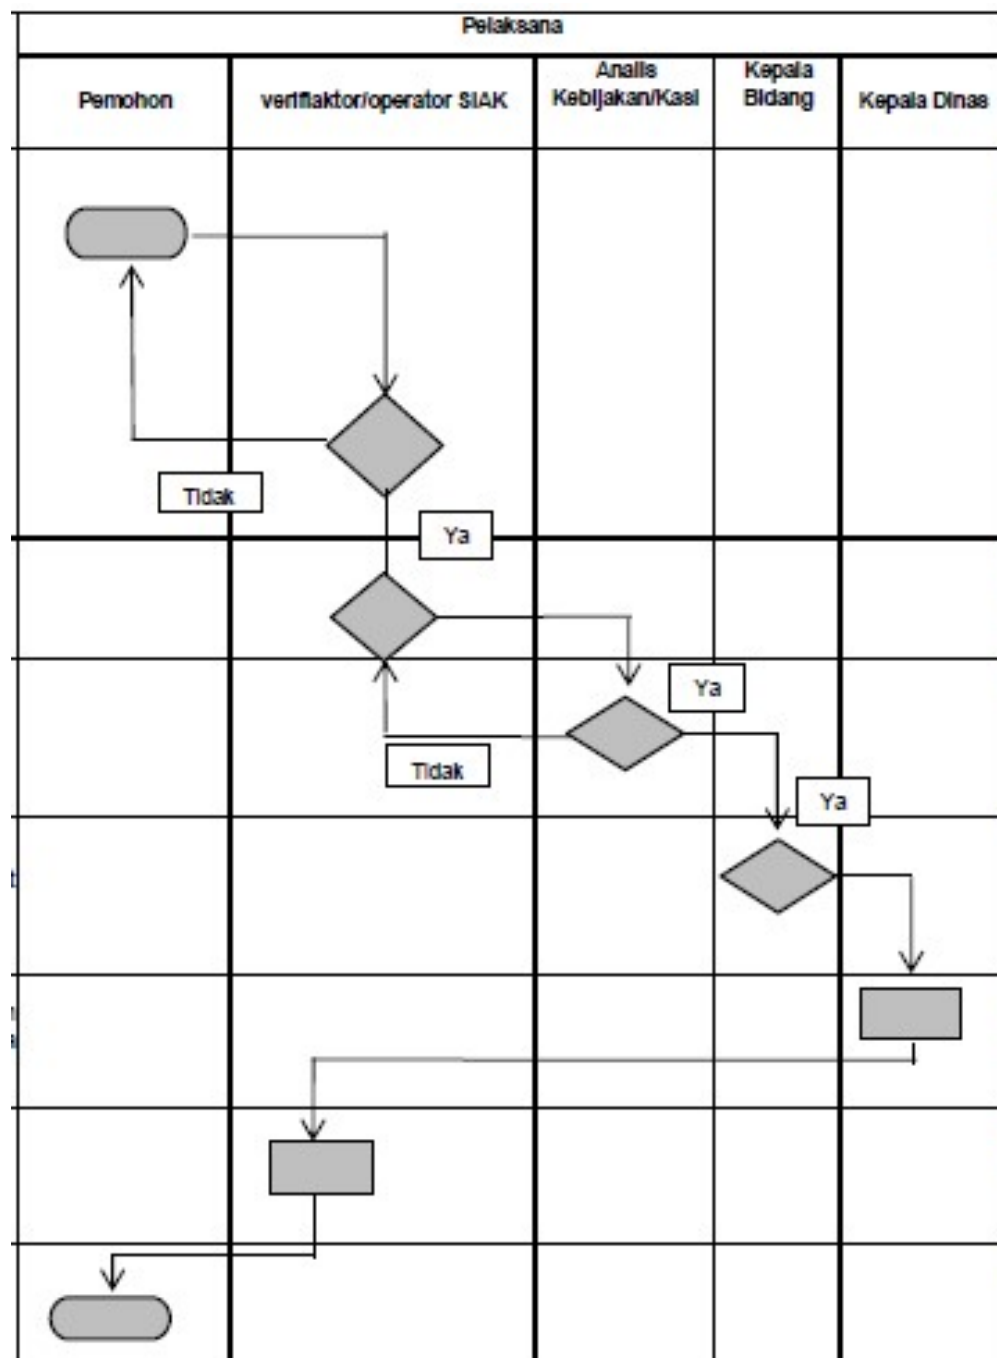 Pelaksana
Pemohon
verifiaktor/operator SIAK
Analis
Kebijakan/Kasi
Kepala
Bidang
Kepala Dinas
Tidak
Ya
Ya
Tidak
Ya